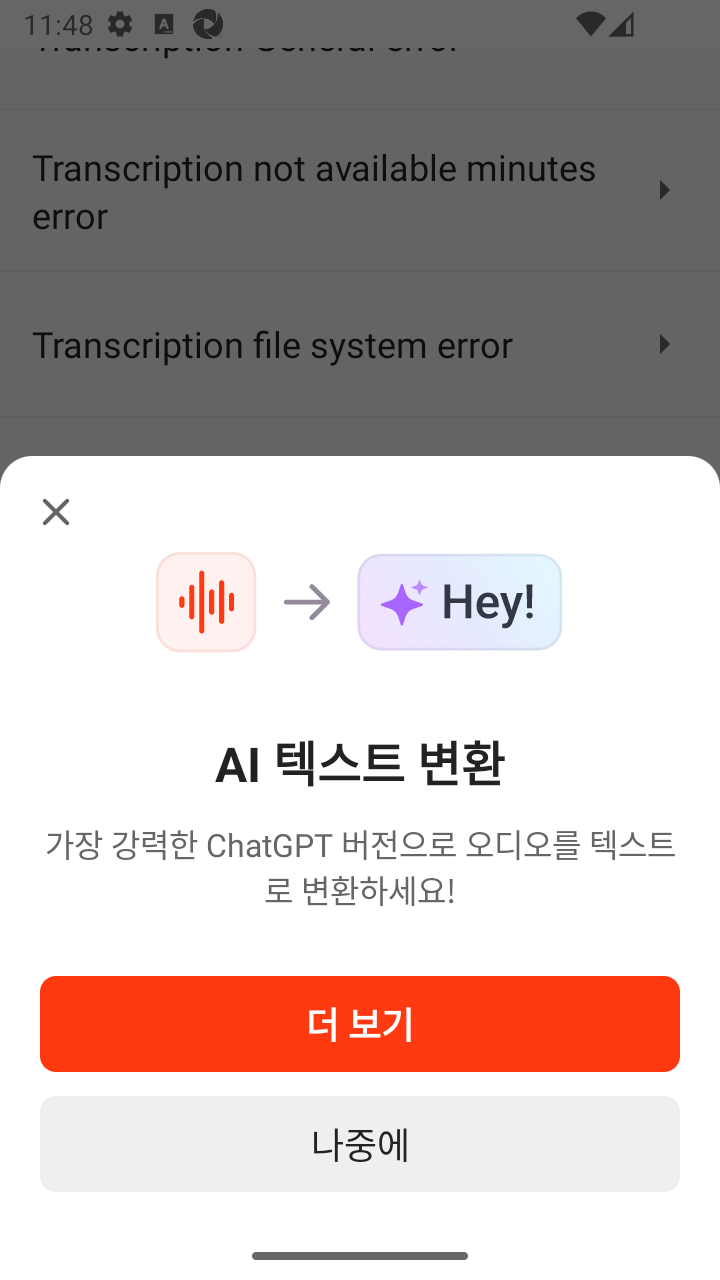 11:48
Transcription General error
Transcription not available minutes
error
Transcription file system error
Hey!
AI 텍스트 변환
가장 강력한 ChatGPT 버전으로 오디오를 텍스트
로 변환하세요!
더 보기
나중에